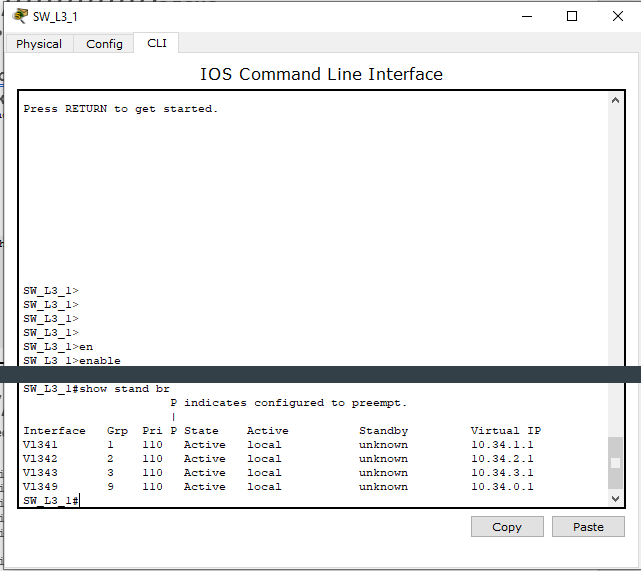 SW_L3_1
Physical Config CLI
IOS Command Line Interface
Press RETURN to get started.
SW_L3_1>
SW_L3_1>
SW_L3_1>
SW_L3_1>
SW_L3_1>en
SW_L3_1>enable
SW_L3_1#show stand br
P indicates configured to preempt.
|
Interface Grp Pri P State Active Standby Virtual IP
Vl341 1 110 Active local unknown 10.34.1.1
Vl342 2 110 Active local unknown 10.34.2.1
Vl343 3 110 Active local unknown 10.34.3.1
Vl349 9 110 Active local unknown 10.34.0.1
SW_L3_1#
Copy Paste